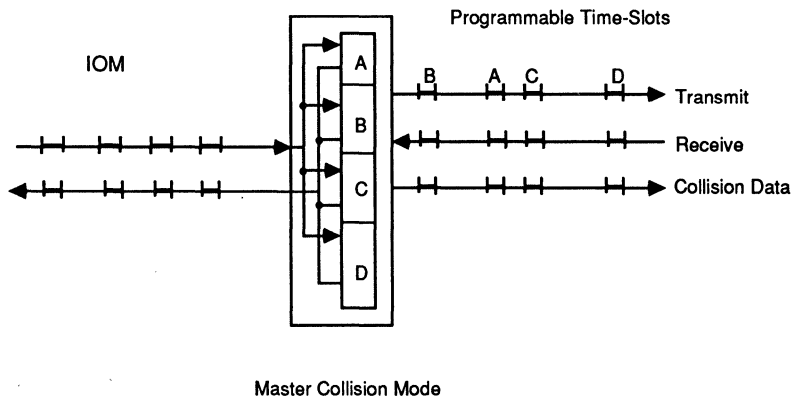 Programmable Time-Slots
IOM
B A C D
Transmit
Receive
Collision Data
A
B
C
D
Master Collision Mode